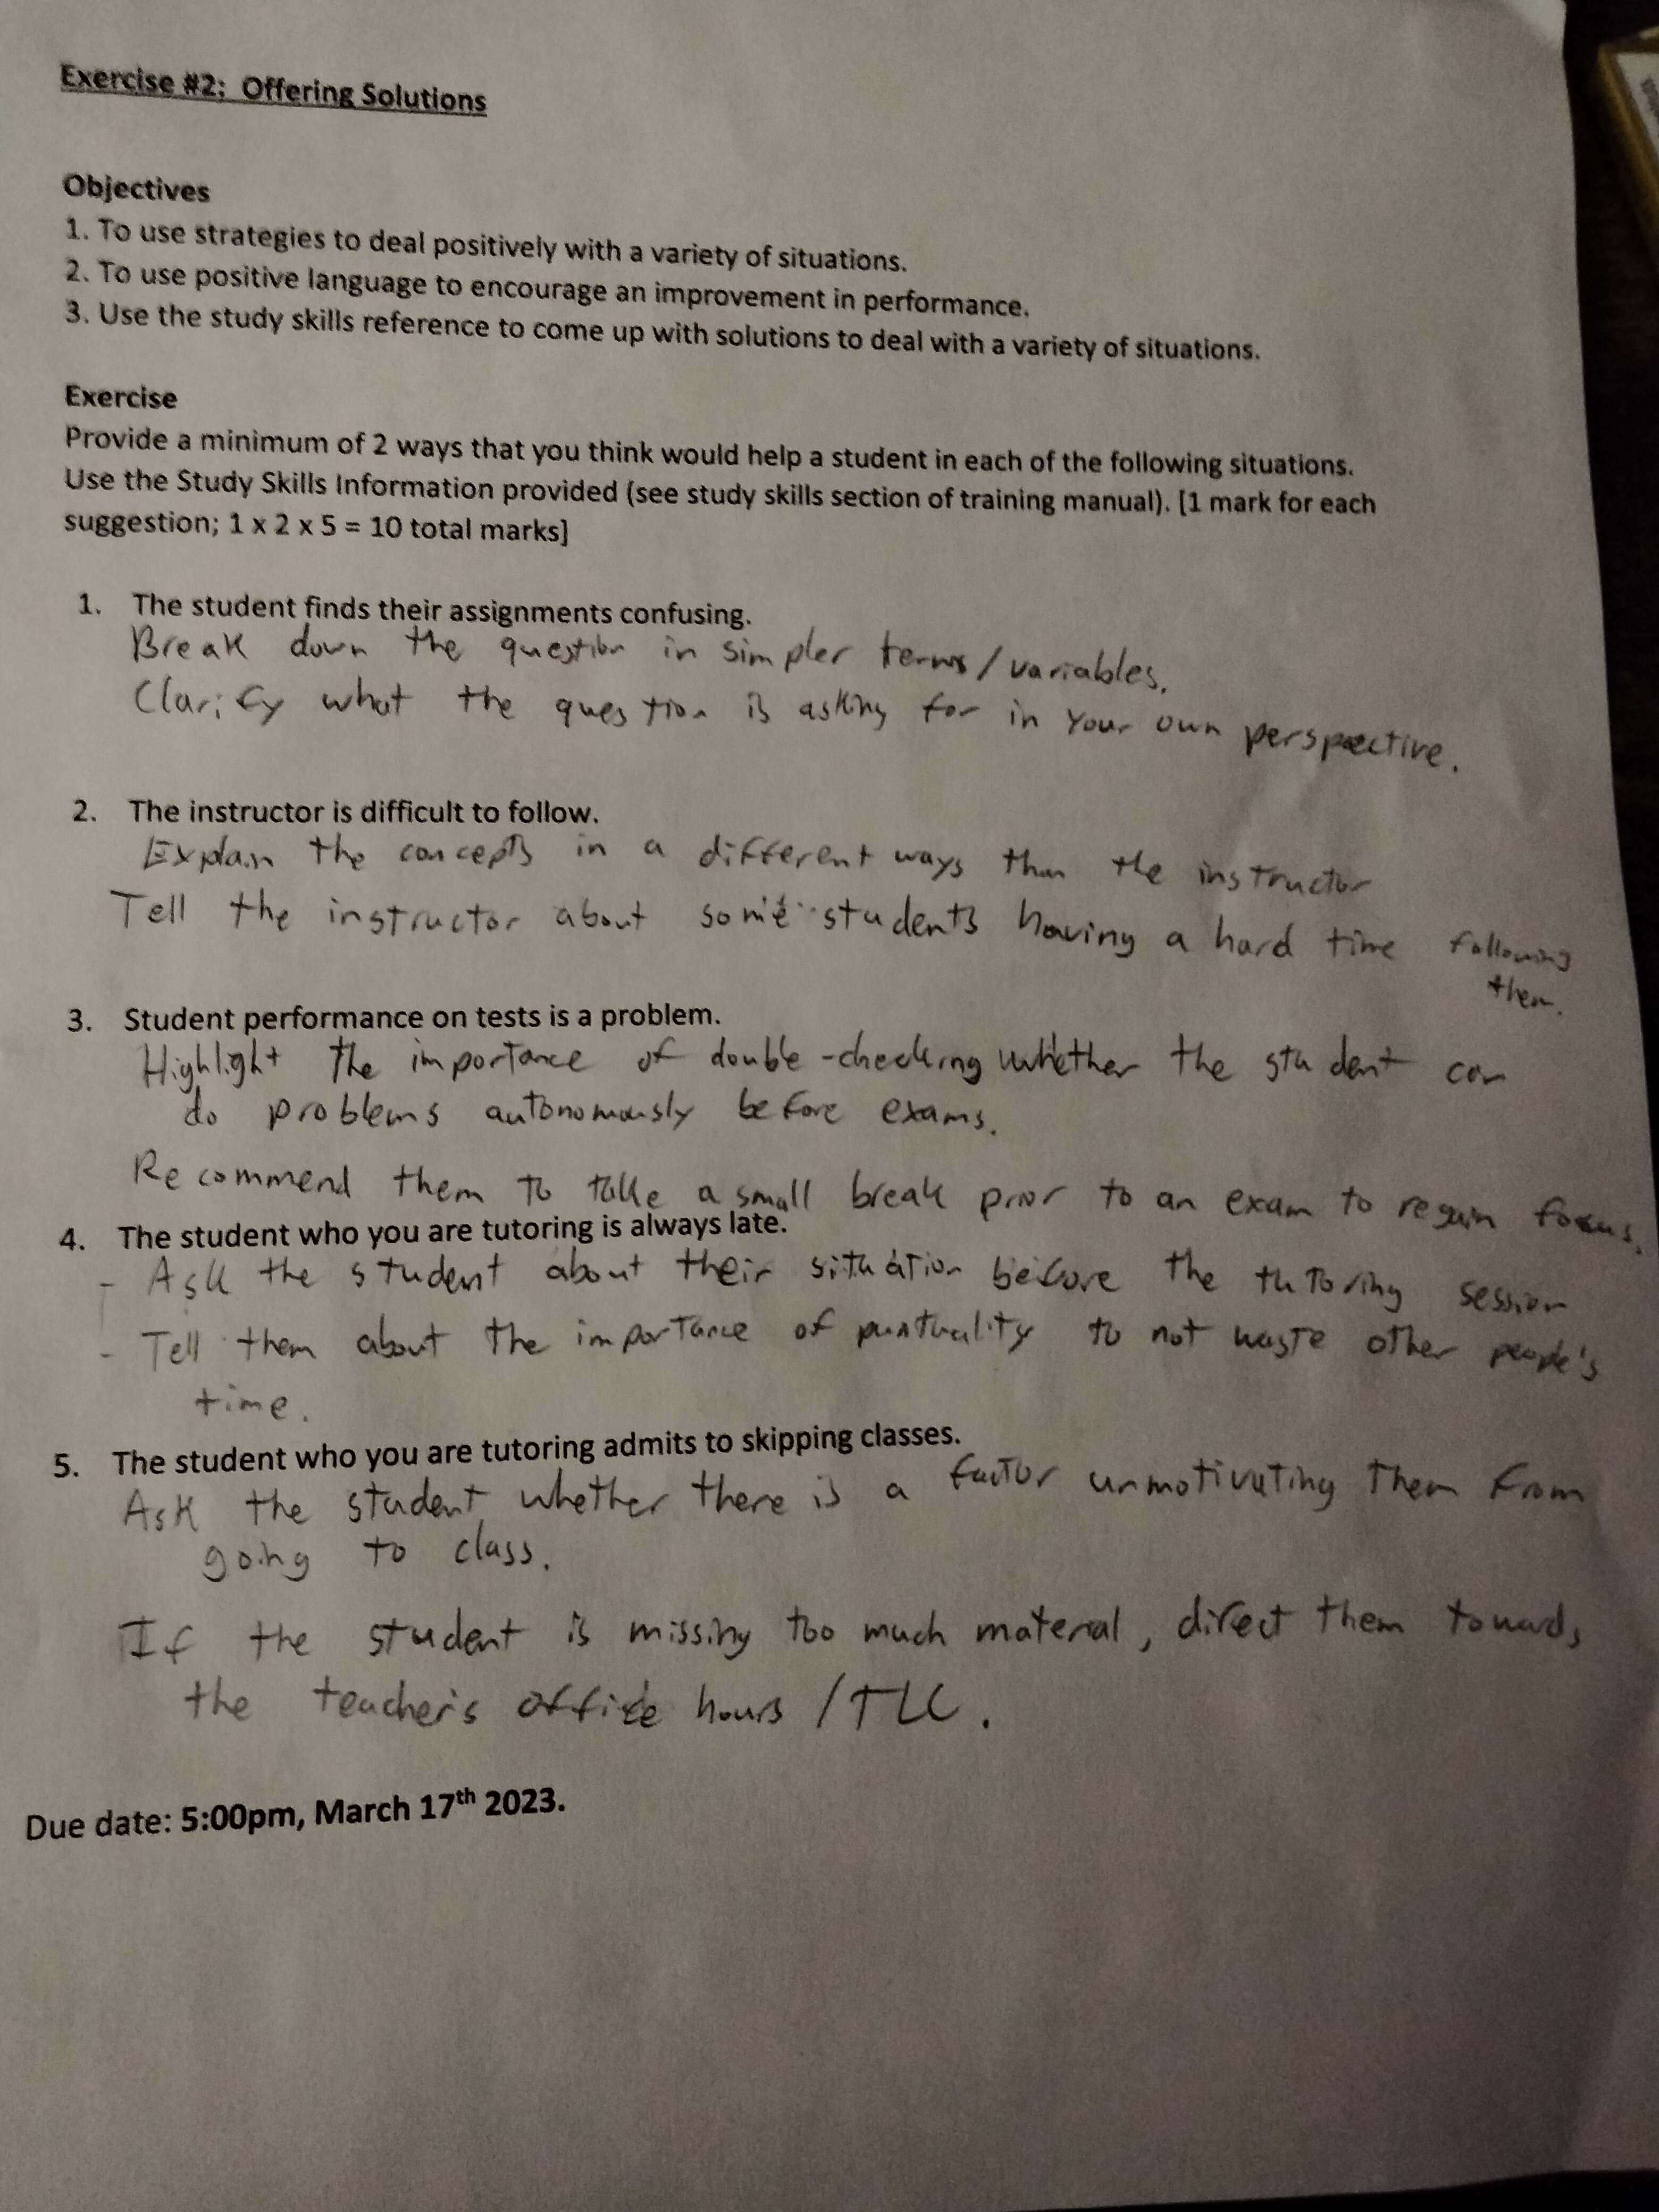 Exercise #2: Offering Solutions
Objectives
1. To use strategies to deal positively with a variety of situations.
2. To use positive language to encourage an improvement in performance.
3. Use the study skills reference to come up with solutions to deal with a variety of situations.
Exercise
Provide a minimum of 2 ways that you think would help a student in each of the following situations.
Use the Study Skills Information provided (see study skills section of training manual). [1 mark for each
suggestion; 1 x 2 x 5 = 10 total marks]
1. The student finds their assignments confusing.
Break down the question in simpler terms/variables.
Clarify what the question is asking for in your own perspective.
2. The instructor is difficult to follow.
Explain the concepts in a different ways than the instructor
Tell the instructor about some students having a hard time following
them.
3. Student performance on tests is a problem.
Highlight the importance of double-checking whether the student can
do problems autonomously before exams.
Recommend them to take a small break prior to an exam to regain focus.
4. The student who you are tutoring is always late.
- Ask the student about their situation before the tutoring session
- Tell them about the importance of punctuality to not waste other people's
time.
5. The student who you are tutoring admits to skipping classes.
Ask the student whether there is a factor unmotivating them from
going to class.
If the student is missing too much material, direct them towards
the teacher's office hours /TLC.
Due date: 5:00pm, March 17th 2023.